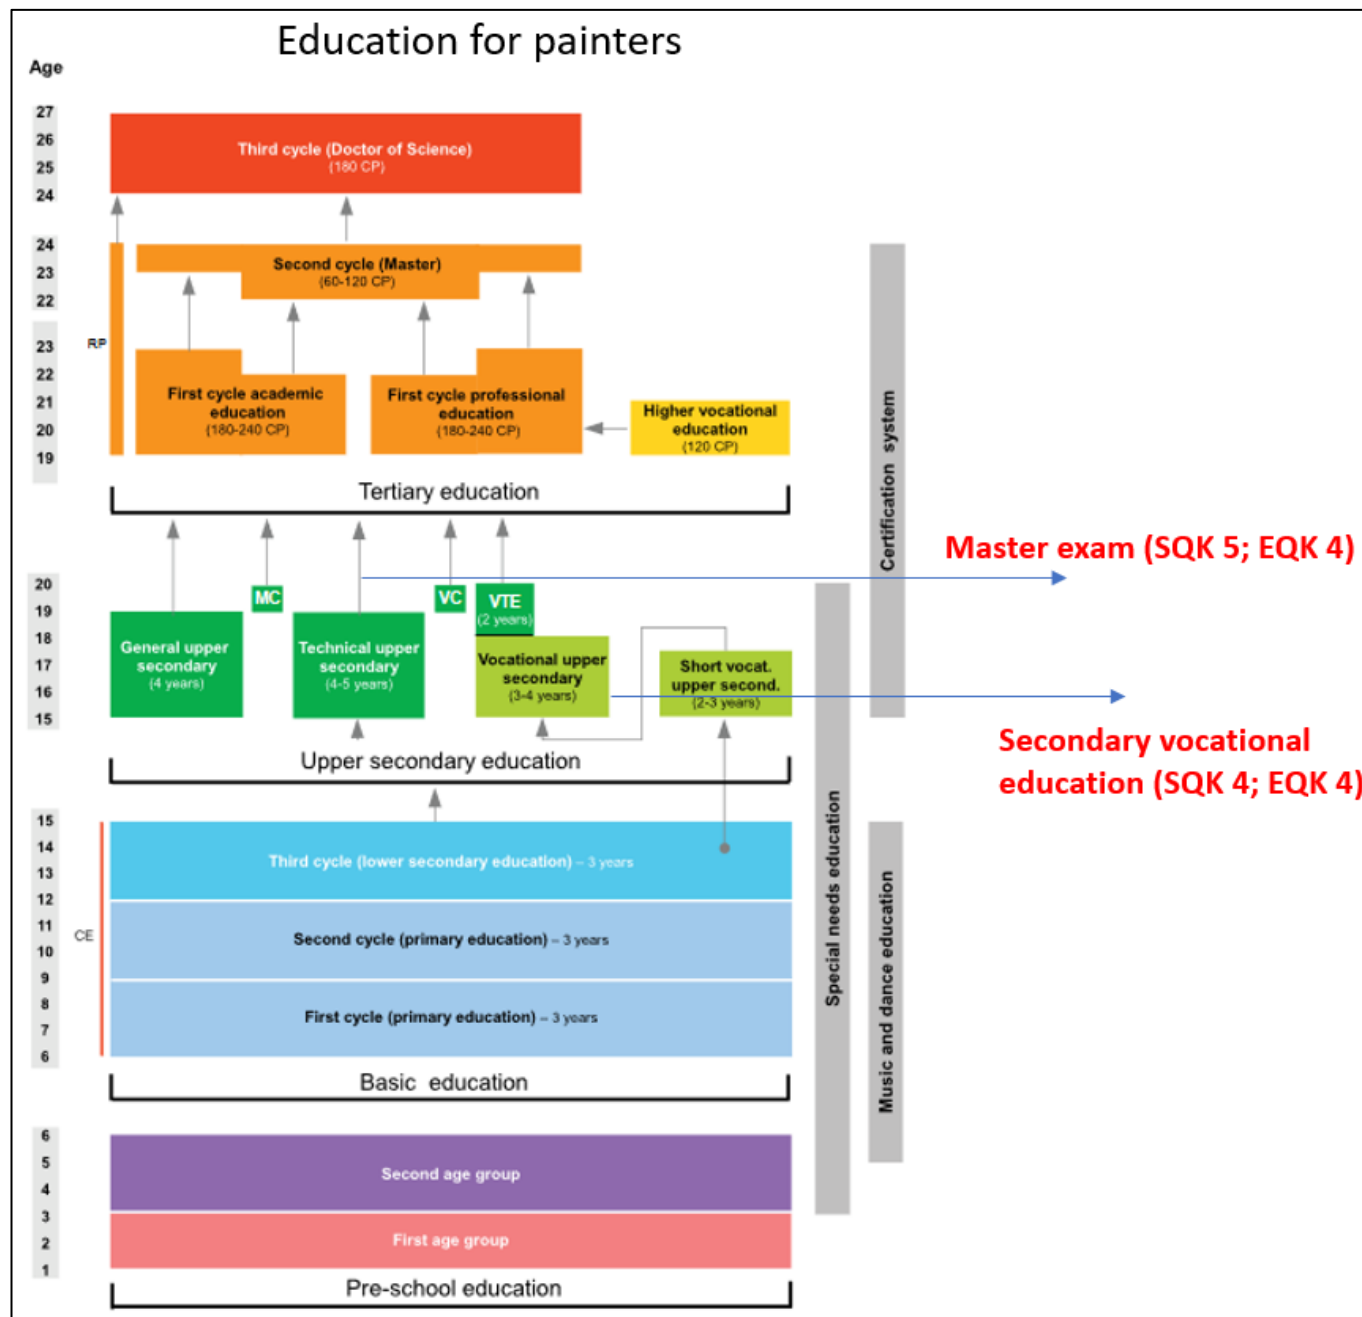 Education for painters
Age
27
26
25
24
Third cycle (Doctor of Science)
(180 CP)
24
23
22
Second cycle (Master)
(60-120 CP)
RP
23
22
21
20
19
First cycle academic
education
(180-240 CP)
First cycle professional
education
(180-240 CP)
Higher vocational
education
(120 CP)
Tertiary education
Certification system
Master exam (SQK 5; EQK 4)
20
19
18
17
16
15
MC
VC
VTE
(2 years)
General upper
secondary
(4 years)
Technical upper
secondary
(4-5 years)
Vocational upper
secondary
(3-4 years)
Short vocat.
upper second.
(2-3 years)
Secondary vocational
education (SQK 4; EQK 4)
Upper secondary education
15
14
13
12
11
10
9
8
7
6
CE
Third cycle (lower secondary education) – 3 years
Second cycle (primary education) – 3 years
First cycle (primary education) – 3 years
Basic education
Special needs education
Music and dance education
6
5
4
3
2
1
Second age group
First age group
Pre-school education